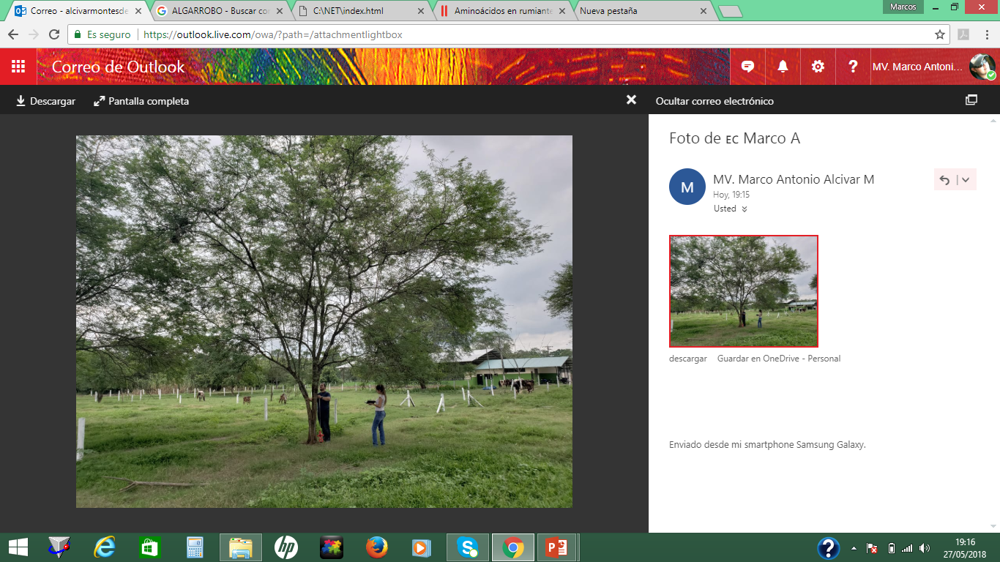 Correo - alcivarmontesde
ALGARROBO - Buscar co
C:\NET\index.html
Aminoácidos en rumiante
Nueva pestaña
Marcos
Es seguro
https://outlook.live.com/owa/?path=/attachmentlightbox
Correo de Outlook
MV. Marco Antoni...
Descargar
Pantalla completa
Ocultar correo electrónico
Foto de ᴇᴄ Marco A
M
MV. Marco Antonio Alcivar M
Hoy, 19:15
Usted
descargar Guardar en OneDrive - Personal
Enviado desde mi smartphone Samsung Galaxy.
19:16
27/05/2018